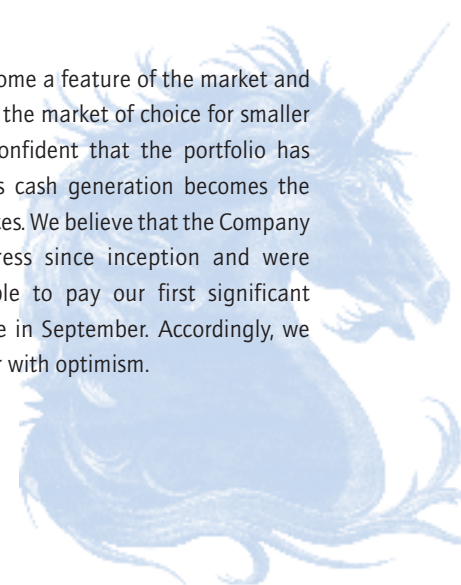 ome a feature of the market and
the market of choice for smaller
onfident that the portfolio has
s cash generation becomes the
es. We believe that the Company
ress since inception and were
le to pay our first significant
e in September. Accordingly, we
with optimism.